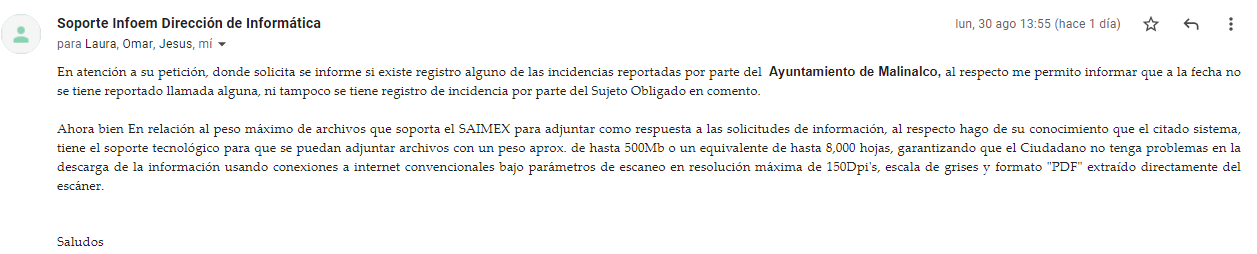 Soporte Infoem Dirección de Informática
lun, 30 ago 13:55 (hace 1 día)
para Laura, Omar, Jesus, mí
En atención a su petición, donde solicita se informe si existe registro alguno de las incidencias reportadas por parte del Ayuntamiento de Malinalco, al respecto me permito informar que a la fecha no
se tiene reportado llamada alguna, ni tampoco se tiene registro de incidencia por parte del Sujeto Obligado en comento.
Ahora bien En relación al peso máximo de archivos que soporta el SAIMEX para adjuntar como respuesta a las solicitudes de información, al respecto hago de su conocimiento que el citado sistema,
tiene el soporte tecnológico para que se puedan adjuntar archivos con un peso aprox. de hasta 500Mb o un equivalente de hasta 8,000 hojas, garantizando que el Ciudadano no tenga problemas en la
descarga de la información usando conexiones a internet convencionales bajo parámetros de escaneo en resolución máxima de 150Dpi's, escala de grises y formato "PDF" extraído directamente del
escáner.
Saludos